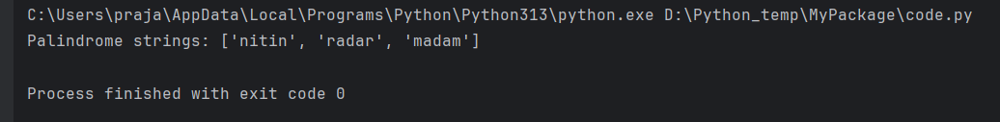 C:\Users\praja\AppData\Local\Programs\Python\Python313\python.exe D:\Python_temp\MyPackage\code.py
Palindrome strings: ['nitin', 'radar', 'madam']
Process finished with exit code 0